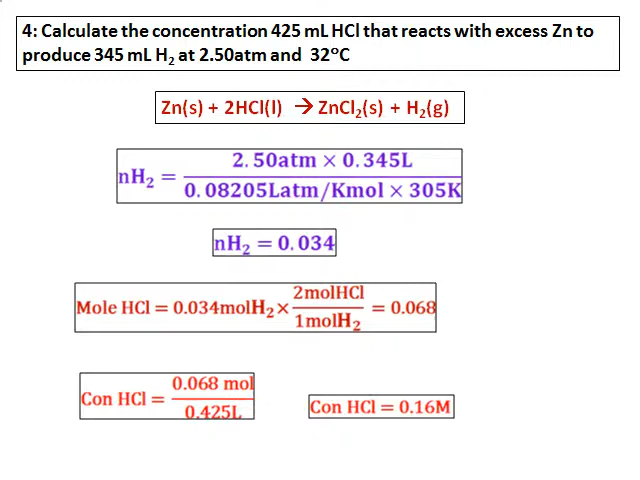 4: Calculate the concentration 425 mL HCl that reacts with excess Zn to
produce 345 mL H₂ at 2.50atm and 32°C
Zn(s) + 2HCl(l) → ZnCl₂(s) + H₂(g)
nH₂ = (2.50atm × 0.345L) / (0.08205Latm/Kmol × 305K)
nH₂ = 0.034
Mole HCl = 0.034molH₂ × (2molHCl / 1molH₂) = 0.068
Con HCl = 0.068 mol / 0.425L
Con HCl = 0.16M